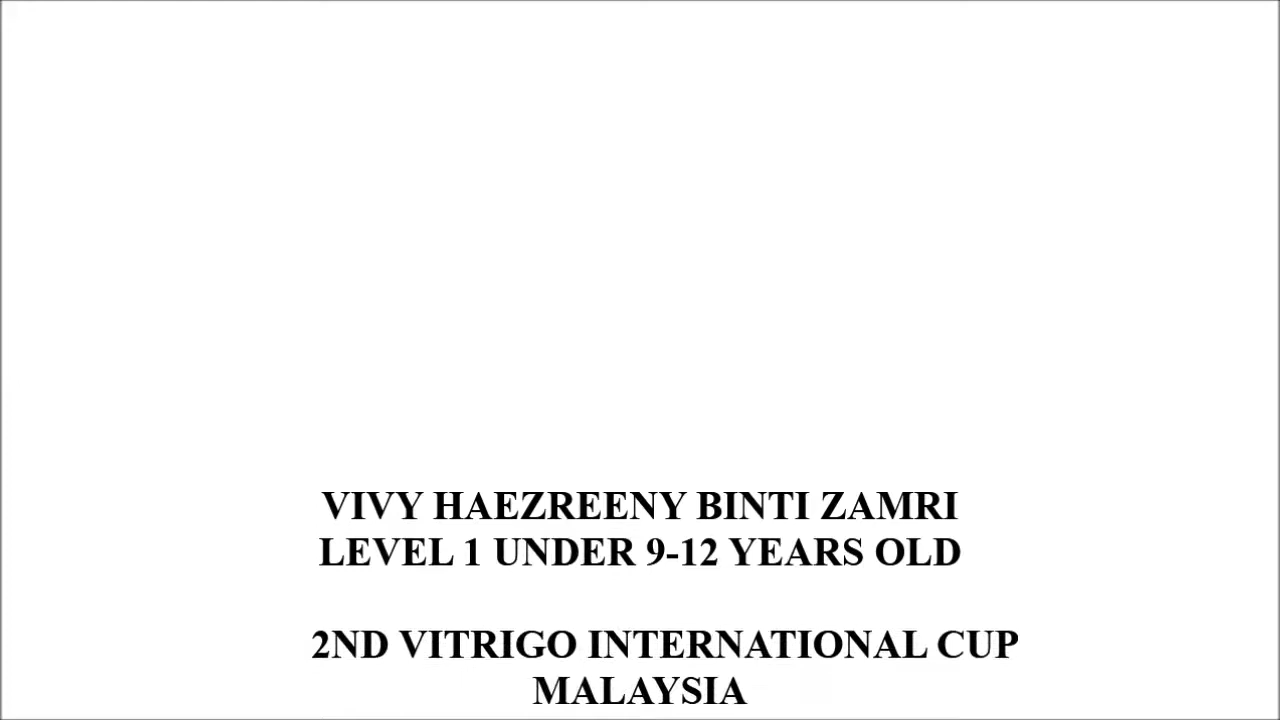 VIVY HAEZREENY BINTI ZAMRI
LEVEL 1 UNDER 9-12 YEARS OLD
2ND VITRIGO INTERNATIONAL CUP
MALAYSIA